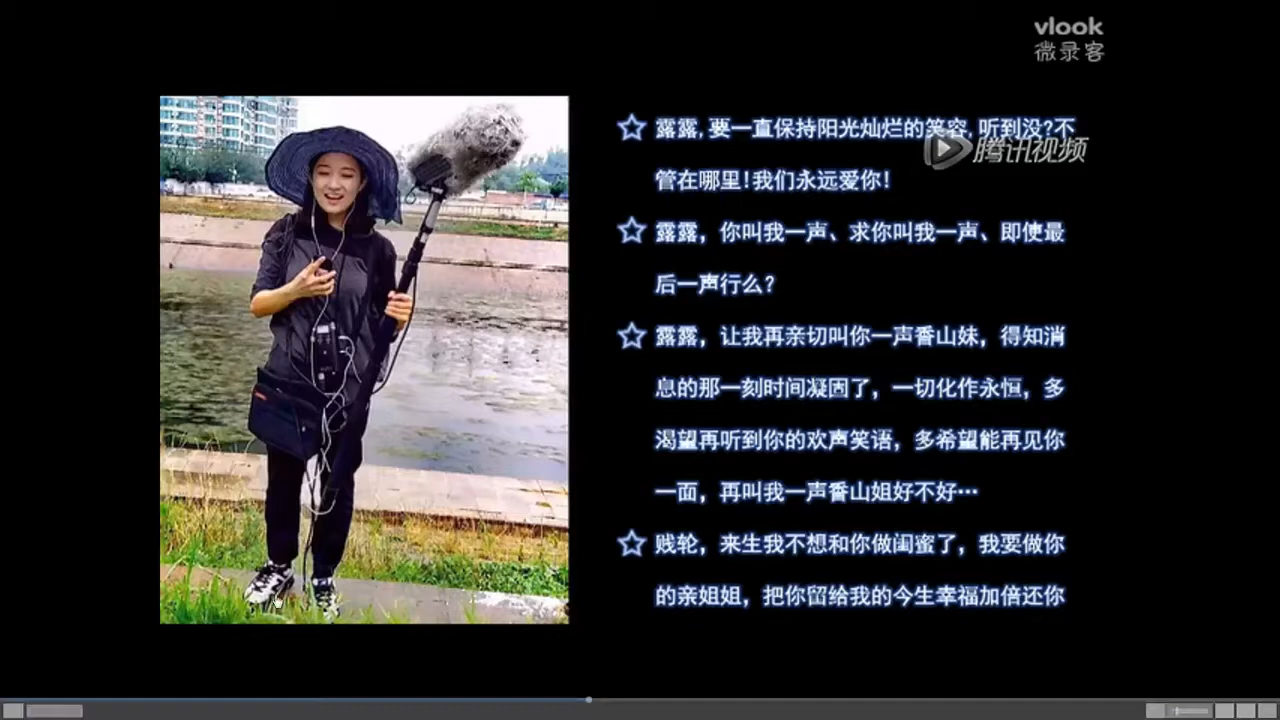 vlook
微录客
☆ 露露,要一直保持阳光灿烂的笑容,听到没?不
腾讯视频
管在哪里!我们永远爱你!
☆ 露露，你叫我一声、求你叫我一声、即使最
后一声行么?
☆ 露露，让我再亲切叫你一声番山妹，得知消
息的那一刻时间凝固了，一切化作永恒，多
渴望再听到你的欢声笑语，多希望能再见你
一面，再叫我一声番山姐好不好…
☆ 贱轮，来生我不想和你做闺蜜了，我要做你
的亲姐姐，把你留给我的今生幸福加倍还你